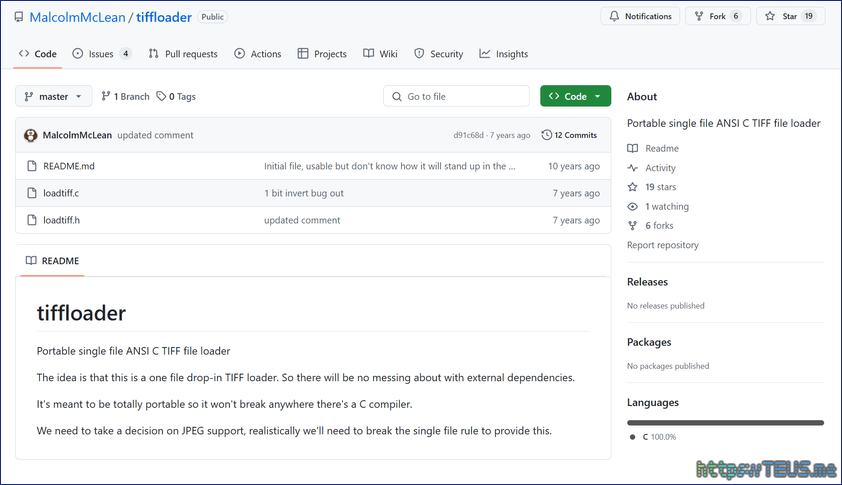 MalcolmMcLean / tiffloader Public
Notifications Fork 6 Star 19
Code Issues 4 Pull requests Actions Projects Wiki Security Insights
master 1 Branch 0 Tags Go to file Code
MalcolmMcLean updated comment d91c68d · 7 years ago 12 Commits
README.md Initial file, usable but don't know how it will stand up in the ... 10 years ago
loadtiff.c 1 bit invert bug out 7 years ago
loadtiff.h updated comment 7 years ago
README
tiffloader
Portable single file ANSI C TIFF file loader
The idea is that this is a one file drop-in TIFF loader. So there will be no messing about with external dependencies.
It's meant to be totally portable so it won't break anywhere there's a C compiler.
We need to take a decision on JPEG support, realistically we'll need to break the single file rule to provide this.
About
Portable single file ANSI C TIFF file loader
Readme
Activity
19 stars
1 watching
6 forks
Report repository
Releases
No releases published
Packages
No packages published
Languages
C 100.0%
https://TEUS.me